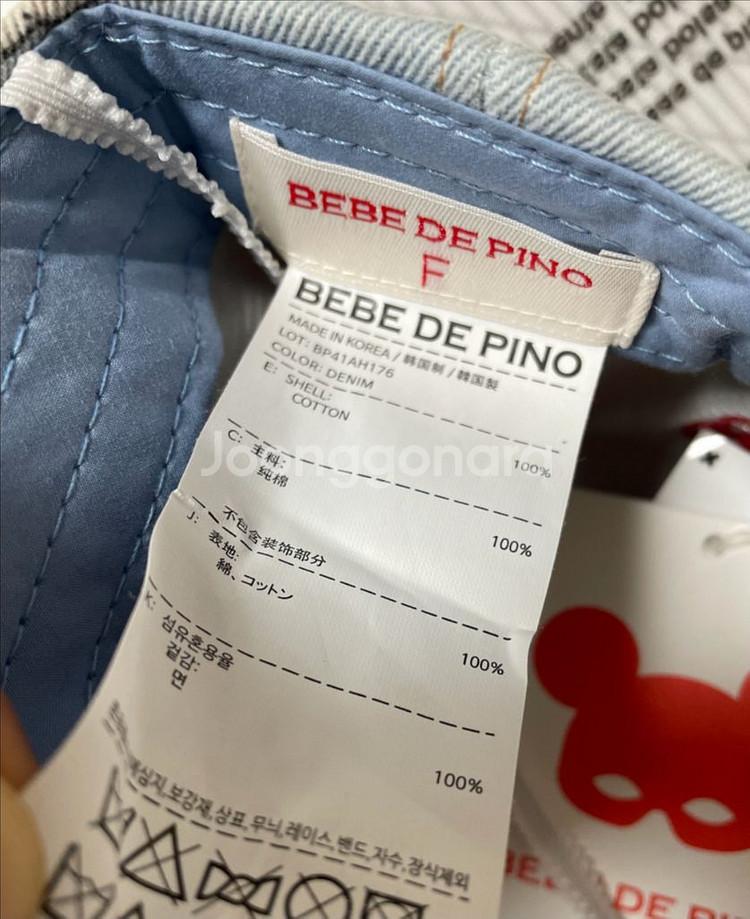 BEBE DE PINO
F
BEBE DE PINO
MADE IN KOREA / 韩国制 / 韓国製
LOT: BP41AH176
COLOR: DENIM
E: SHELL:
COTTON 100%
C: 主料:
纯棉 100%
不包含装饰部分
J: 表地:
綿、コットン 100%
K: 섬유혼용율
겉감:
면 100%
심지,보강재,상표,무늬,레이스,밴드,자수,장식제외
Joonggonara
DE